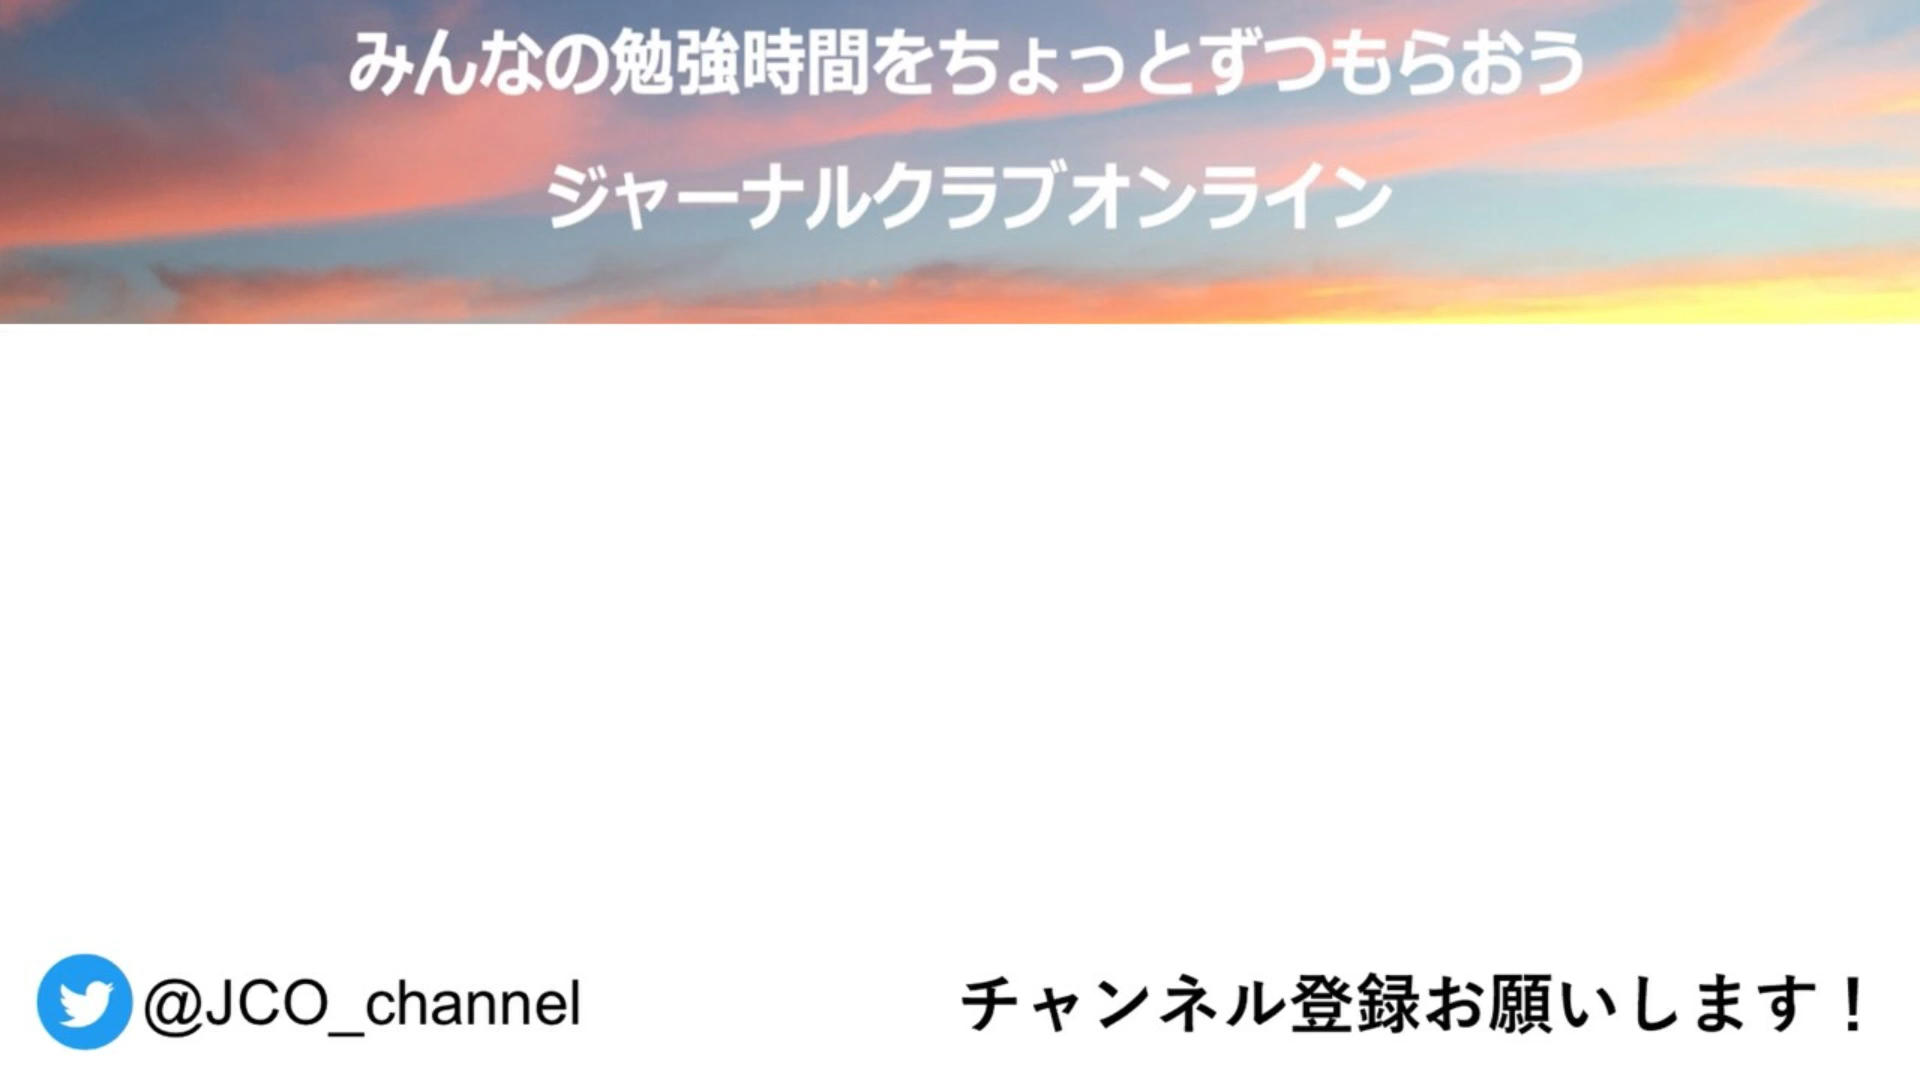 みんなの勉強時間をちょっとずつもらおう
ジャーナルクラブオンライン
@JCO_channel
チャンネル登録お願いします！